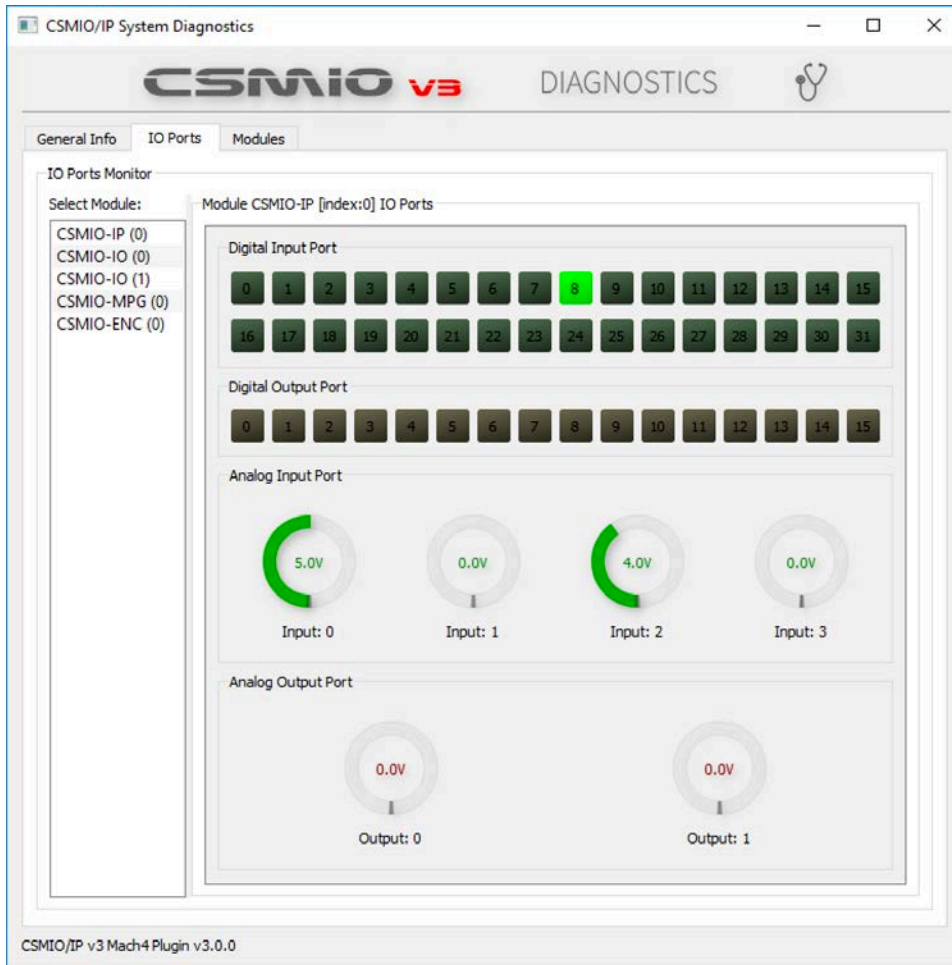 CSMIO/IP System Diagnostics
CSMIO V3 DIAGNOSTICS
General Info IO Ports Modules
IO Ports Monitor
Select Module:
CSMIO-IP (0)
CSMIO-IO (0)
CSMIO-IO (1)
CSMIO-MPG (0)
CSMIO-ENC (0)
Module CSMIO-IP [index:0] IO Ports
Digital Input Port
0 1 2 3 4 5 6 7 8 9 10 11 12 13 14 15
16 17 18 19 20 21 22 23 24 25 26 27 28 29 30 31
Digital Output Port
0 1 2 3 4 5 6 7 8 9 10 11 12 13 14 15
Analog Input Port
5.0V 0.0V 4.0V 0.0V
Input: 0 Input: 1 Input: 2 Input: 3
Analog Output Port
0.0V 0.0V
Output: 0 Output: 1
CSMIO/IP v3 Mach4 Plugin v3.0.0